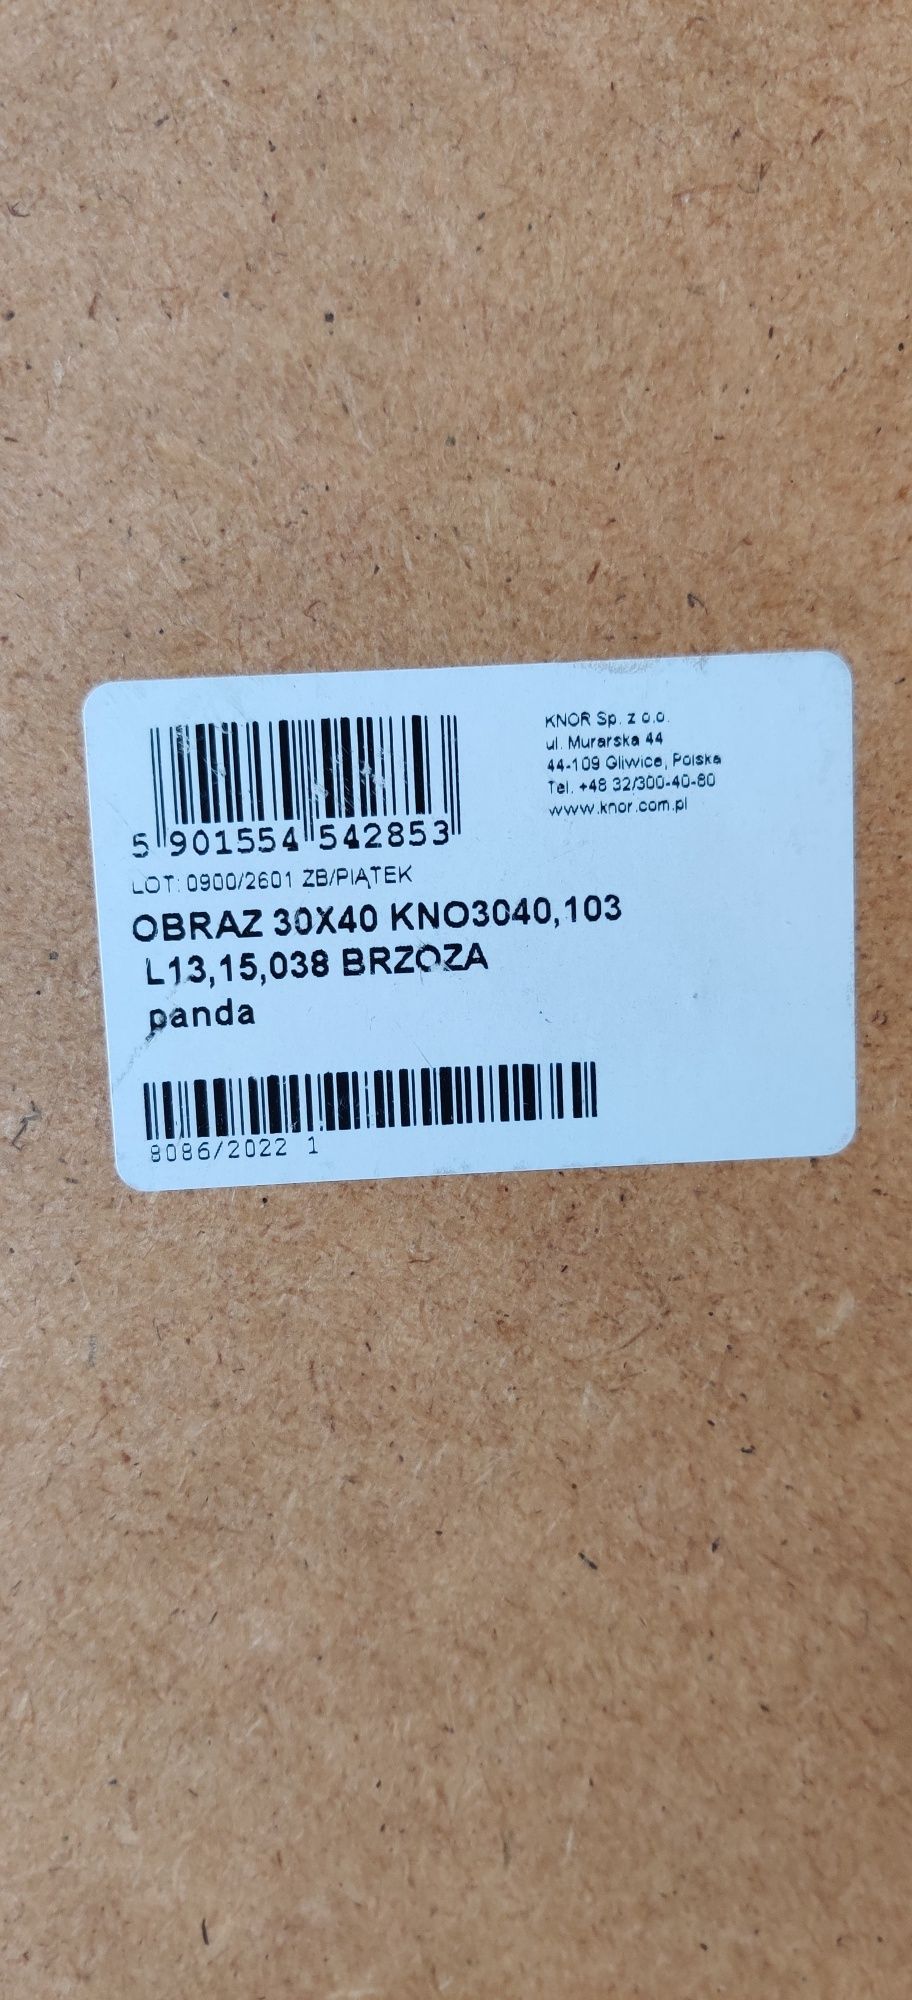 KNOR Sp. z o.o.
ul. Murarska 44
44-109 Gliwice, Polska
Tel. +48 32/300-40-80
www.knor.com.pl
5 901554 542853
LOT: 0900/2601 ZB/PIĄTEK
OBRAZ 30X40 KNO3040,103
L13,15,038 BRZOZA
panda
8086/2022 1